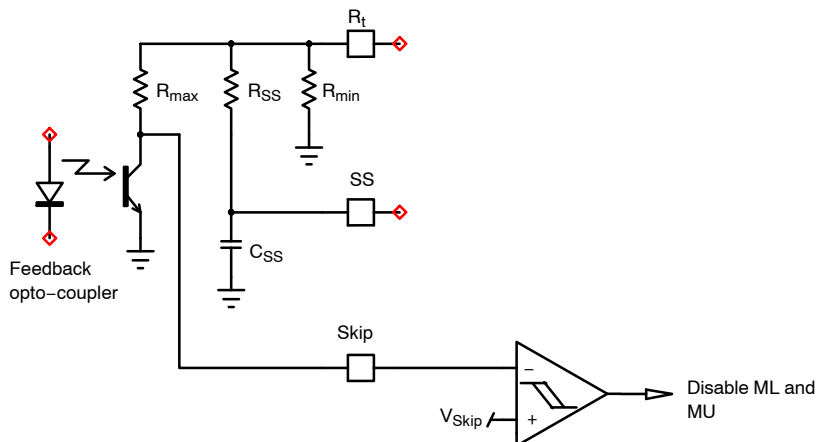 Rt
Rmax
RSS
Rmin
SS
CSS
Feedback
opto−coupler
Skip
−
Disable ML and
MU
VSkip
+